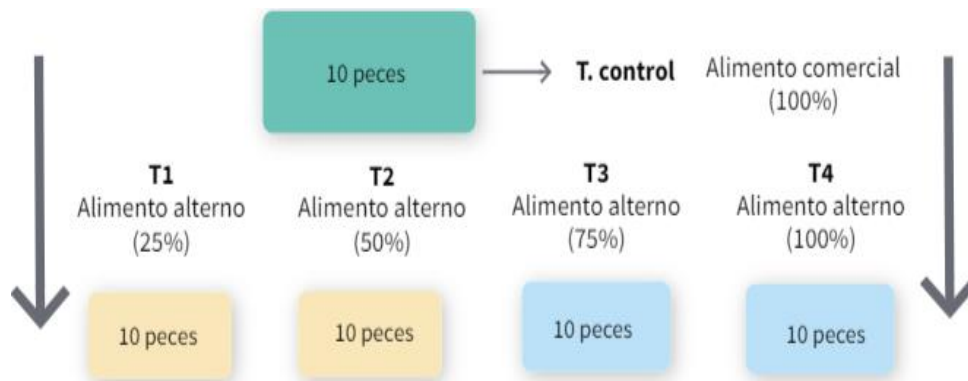 10 peces
T. control
Alimento comercial
(100%)
T1
Alimento alterno
(25%)
T2
Alimento alterno
(50%)
T3
Alimento alterno
(75%)
T4
Alimento alterno
(100%)
10 peces
10 peces
10 peces
10 peces